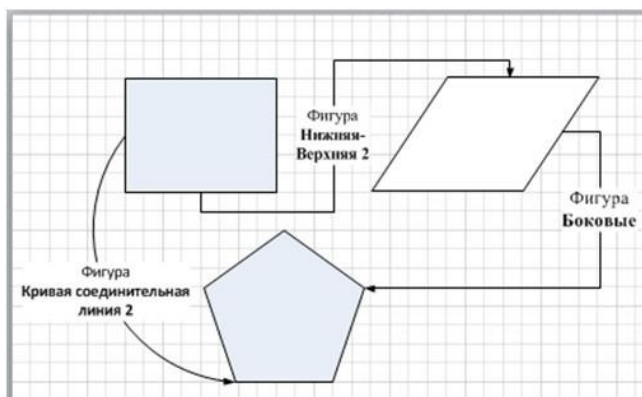 Фигура
Нижняя-
Верхняя 2
Фигура
Боковые
Фигура
Кривая соединительная
линия 2